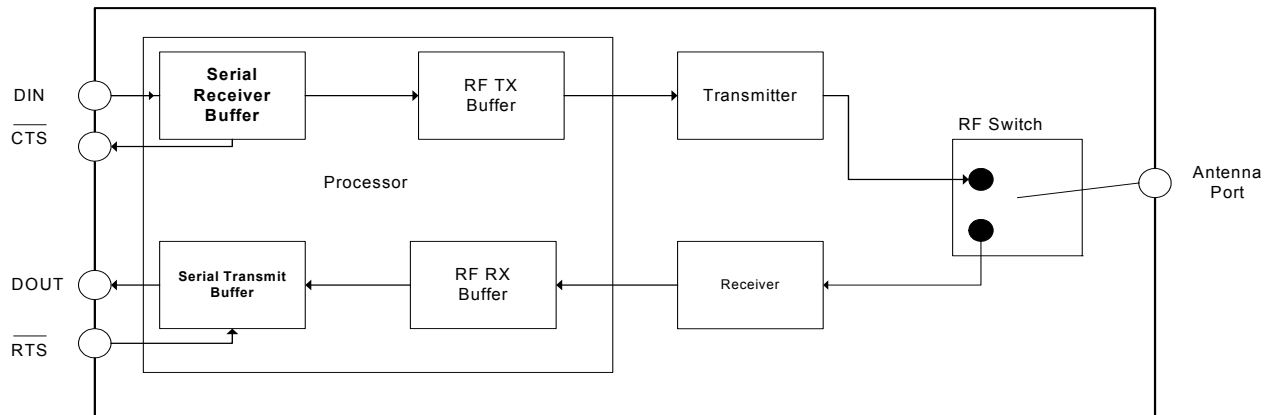 DIN
CTS
Serial
Receiver
Buffer
RF TX
Buffer
Transmitter
RF Switch
Antenna
Port
Processor
DOUT
RTS
Serial Transmit
Buffer
RF RX
Buffer
Receiver